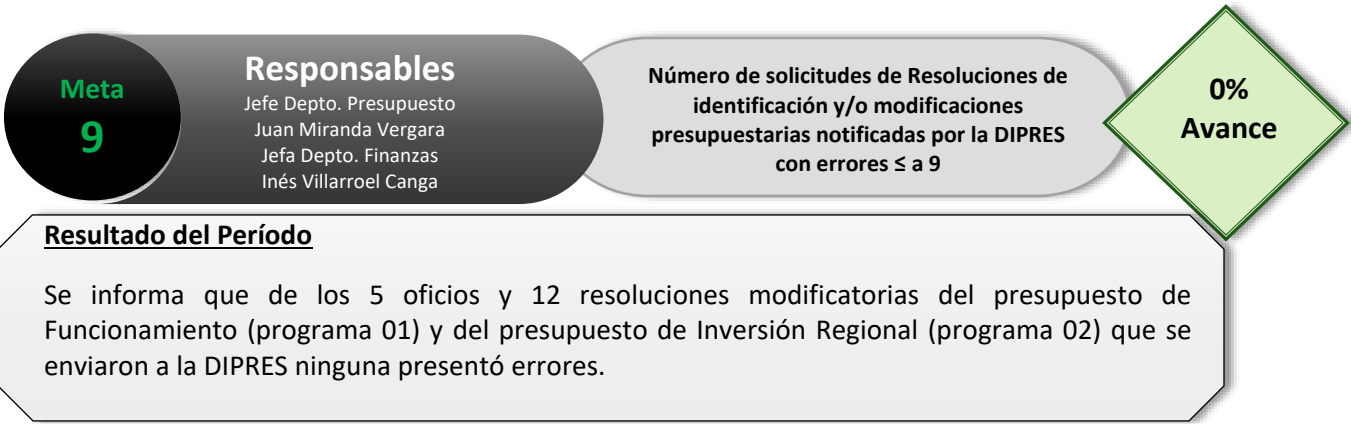 Meta
9
Responsables
Jefe Depto. Presupuesto
Juan Miranda Vergara
Jefa Depto. Finanzas
Inés Villarroel Canga
Número de solicitudes de Resoluciones de
identificación y/o modificaciones
presupuestarias notificadas por la DIPRES
con errores ≤ a 9
0%
Avance
Resultado del Período
Se informa que de los 5 oficios y 12 resoluciones modificatorias del presupuesto de
Funcionamiento (programa 01) y del presupuesto de Inversión Regional (programa 02) que se
enviaron a la DIPRES ninguna presentó errores.